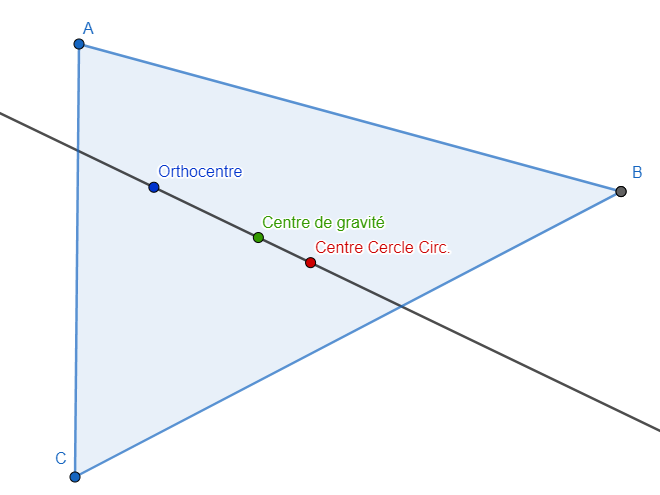 A
B
Orthocentre
Centre de gravité
Centre Cercle Circ.
C